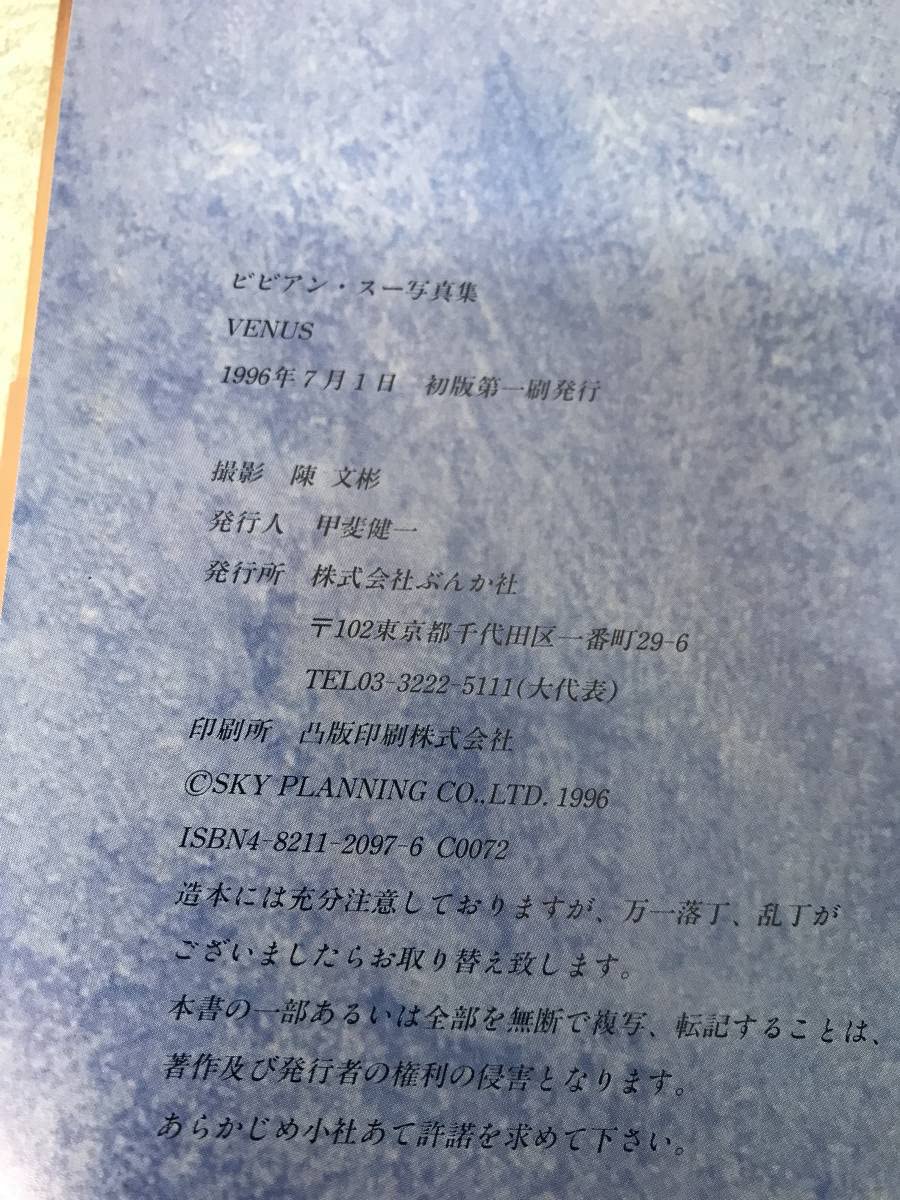 ビビアン・スー写真集
VENUS
1996年7月1日　初版第一刷発行
撮影　陳 文彬
発行人　甲斐健一
発行所　株式会社ぶんか社
〒102東京都千代田区一番町29-6
TEL03-3222-5111(大代表)
印刷所　凸版印刷株式会社
©SKY PLANNING CO.,LTD. 1996
ISBN4-8211-2097-6 C0072
造本には充分注意しておりますが、万一落丁、乱丁が
ございましたらお取り替え致します。
本書の一部あるいは全部を無断で複写、転記することは、
著作及び発行者の権利の侵害となります。
あらかじめ小社あて許諾を求めて下さい。